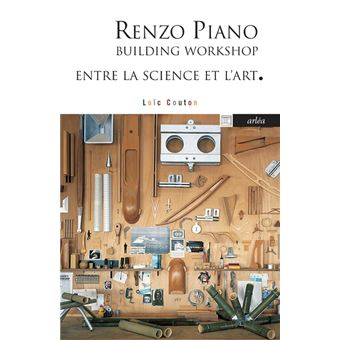 RENZO PIANO
BUILDING WORKSHOP
ENTRE LA SCIENCE ET L'ART.
Loïc Couton
arléa